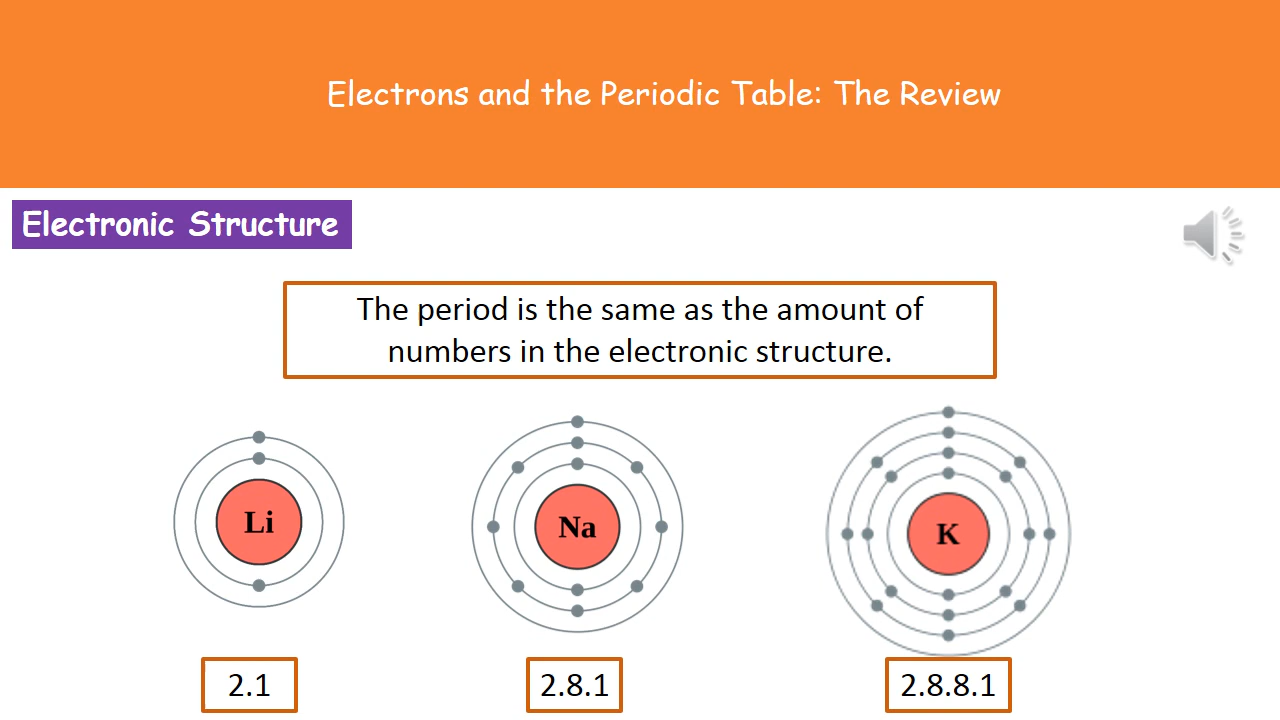 Electrons and the Periodic Table: The Review
Electronic Structure
The period is the same as the amount of
numbers in the electronic structure.
Li
Na
K
2.1
2.8.1
2.8.8.1